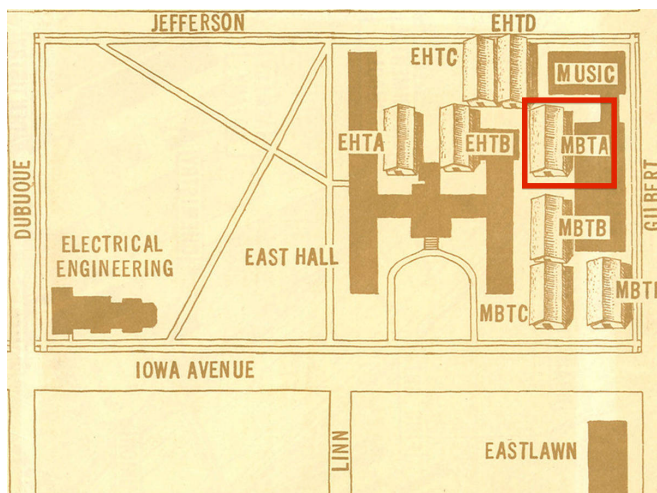 JEFFERSON
EHTD
EHTC
MUSIC
EHTA
EHTB
MBTA
DUBUQUE
GILBERT
MBTB
ELECTRICAL
ENGINEERING
EAST HALL
MBTC
IOWA AVENUE
LINN
EASTLAWN